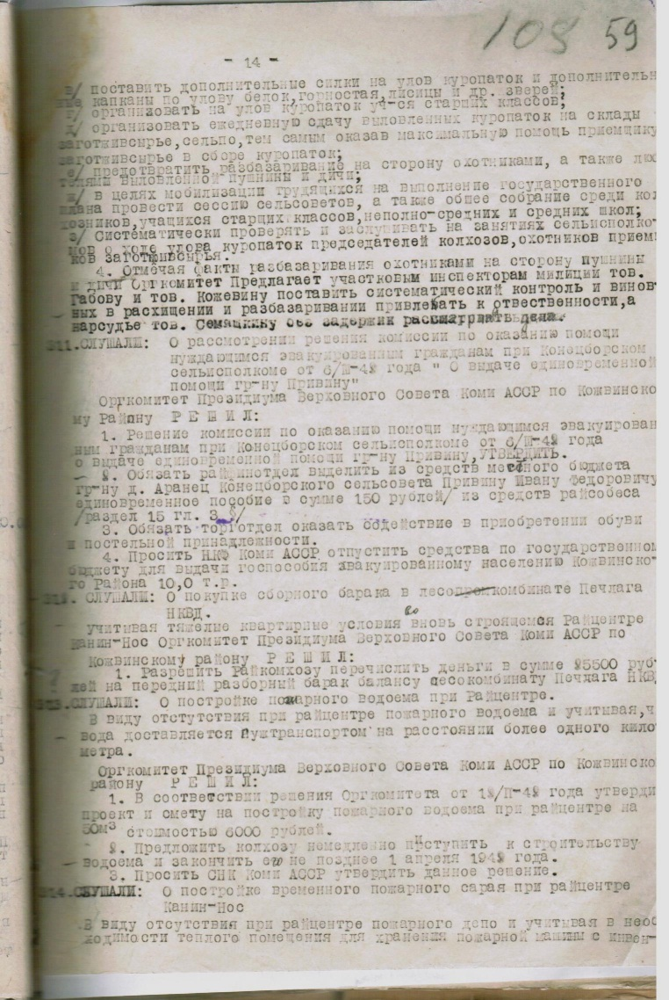 108 59
- 14 -
в/ поставить дополнительные силки на улов куропаток и дополнительн
ные капканы по улову белок,горностая,лисицы и др. зверей;
г/ организовать на улов куропаток уч-ся старших классов;
д/ организовать ежедневную сдачу выловленных куропаток на склады
заготживсырье,сельпо,тем самым оказав максимальную помощь приемщику
заготживсырье в сборе куропаток;
е/ предотвратить разбазаривание на сторону охотниками, а также люб
телями выловленной пушнины и дичи;
ж/ в целях мобилизации трудящихся на выполнение государственного
плана провести сессию сельсоветов, а также общее собрание среди кол
хозников,учащихся старших классов,неполно-средних и средних школ;
з/ Систематически проверять и заслушивать на занятиях сельисполко-
мов о ходе улова куропаток председателей колхозов,охотников приемщ
ков заготживсырья.
4. Отмечая факты разбазаривания охотниками на сторону пушнины
и дичи Оргкомитет Предлагает участковым инспекторам милиции тов.
Габову и тов. Кожевину поставить систематический контроль и винов
ных в расхищении и разбазаривании привлекать к отвественности,а
нарсудье тов. Семяшкину без задержик рассматривать дела.
311.СЛУШАЛИ: О рассмотрении решения комиссии по оказанию помощи
нуждающимся эвакуированным гражданам при Конецборском
сельисполкоме от 6/Ш-42 года " О выдаче единовременной
помощи гр-ну Привину"
Оргкомитет Президиума Верховного Совета Коми АССР по Кожвинско
му Району Р Е Ш И Л:
1. Решение комиссии по оказанию помощи нуждающимся эвакуирован
ным гражданам при Конецборском сельисполкоме от 6/Ш-42 года
о выдаче единовременной помощи гр-ну Привину,УТВЕРДИТЬ.
- 2. Обязать райфинотдел выделить из средств местного бюджета
гр-ну д. Аранец Конецборского сельсовета Привину Ивану Федоровичу
единовременное пособие в сумме 150 рублей/ из средств райсобеса
/раздел 15 гл. 3 §/
3. Обязать торготдел оказать содействие в приобретении обуви
и постельной принадлежности.
4. Просить НКФ Коми АССР отпустить средства по государственном
бюджету для выдачи госпособия эвакуированному населению Кожвинско-
го Района 10,0 т.р.
312. СЛУШАЛИ: О покупке сборного барака в лесопромкомбинате Печлага
НКВД.
Учитывая тяжелые квартирные условия вновь строящемся Райцентре
Канин-Нос Оргкомитет Президиума Верховного Совета Коми АССР по
Кожвинскому району Р Е Ш И Л:
1. Разрешить Райкомхозу перечислить деньги в сумме 25500 руб-
лей на передний разборный барак балансу лесокомбинату Печлага НКВД
313.СЛУШАЛИ: О постройке пожарного водоема при Райцентре.
В виду отстутствия при райцентре пожарного водоема и учитывая,ч
вода доставляется гужтранспортом на расстоянии более одного кило
метра.
Оргкомитет Президиума Верховного Совета Коми АССР по Кожвинско
району Р Е Ш И Л:
1. В соответствии решения Оргкомитета от 12/П-42 года утверди
проект и смету на постройку пожарного водоема при райцентре на
50м³ стоимостью 6000 рублей.
2. Предложить колхозу немедленно пиступить к строительству
водоема и закончить его не позднее 1 апреля 1942 года.
3. Просить СНК Коми АССР утвердить данное решение.
314.СЛУШАЛИ: О постройке временного пожарного сарая при райцентре
Канин-Нос
В виду отсутствия при райцентре пожарного депо и учитывая в необ
ходимости теплого помещения для хранения пожарной машины с инвен-